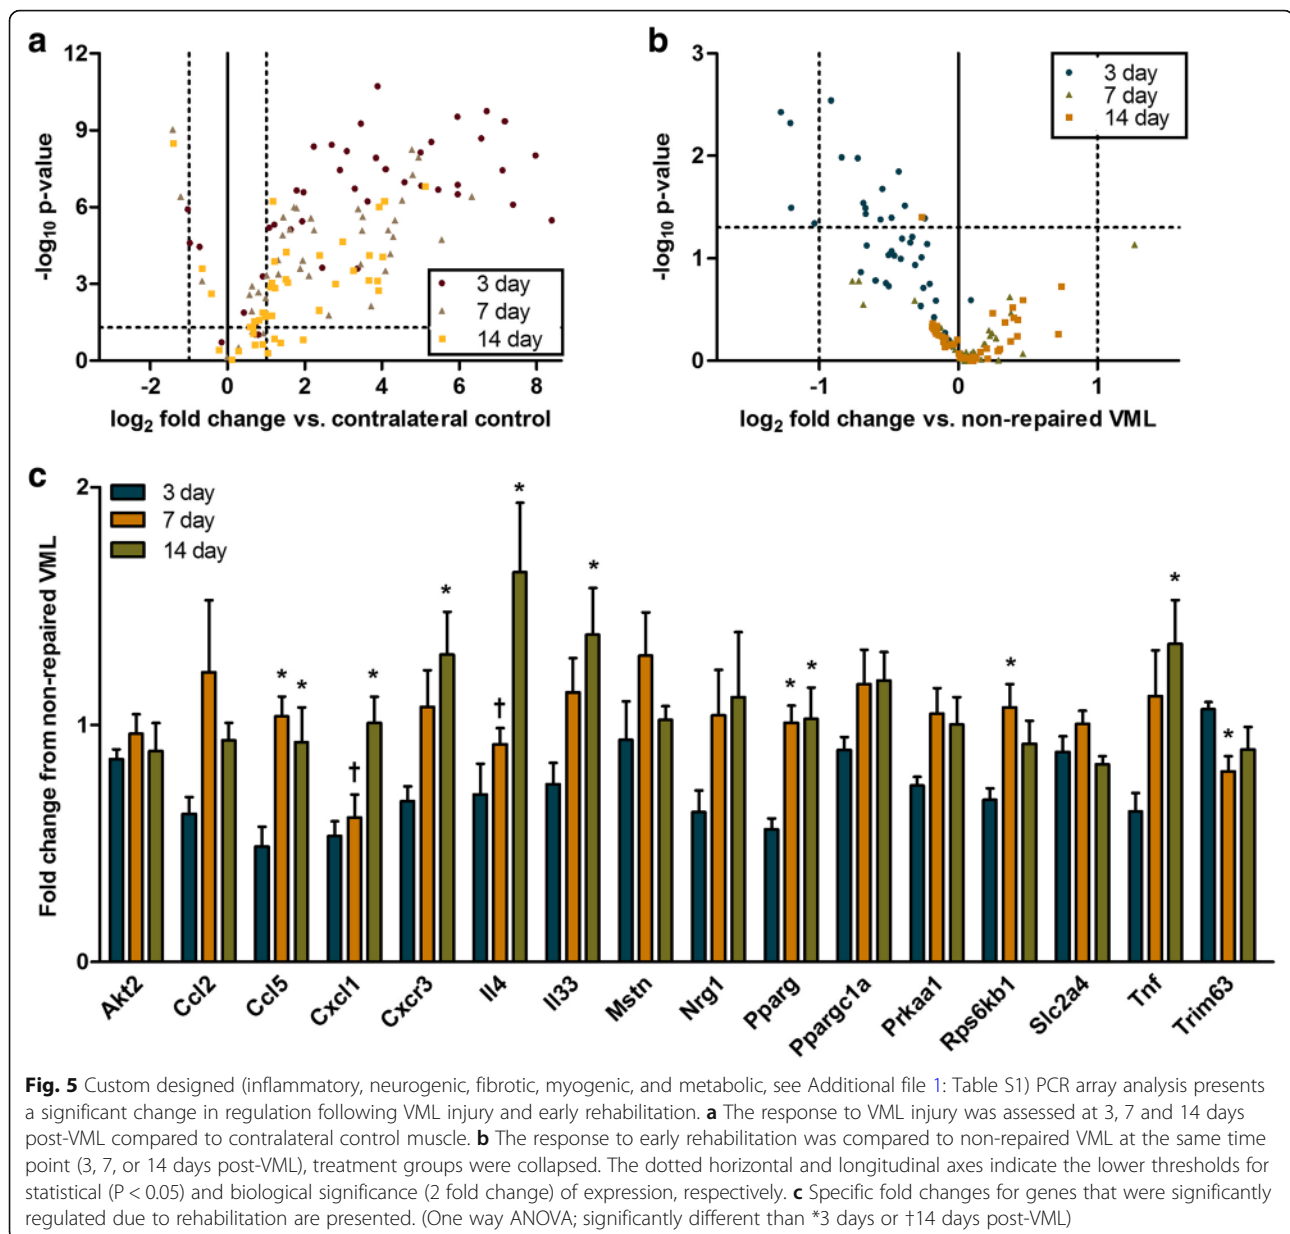 a
12
9
6
3
0
-log10 p-value
-2
0
2
4
6
8
log2 fold change vs. contralateral control
3 day
7 day
14 day
b
3
2
1
0
-log10 p-value
-1
0
1
log2 fold change vs. non-repaired VML
3 day
7 day
14 day
c
2
1
0
Fold change from non-repaired VML
3 day
7 day
14 day
* * † * * † * * * * * * *
Akt2
Ccl2
Ccl5
Cxcl1
Cxcr3
Il4
Il33
Mstn
Nrg1
Pparg
Ppargc1a
Prkaa1
Rps6kb1
Slc2a4
Tnf
Trim63
Fig. 5 Custom designed (inflammatory, neurogenic, fibrotic, myogenic, and metabolic, see Additional file 1: Table S1) PCR array analysis presents
a significant change in regulation following VML injury and early rehabilitation. a The response to VML injury was assessed at 3, 7 and 14 days
post-VML compared to contralateral control muscle. b The response to early rehabilitation was compared to non-repaired VML at the same time
point (3, 7, or 14 days post-VML), treatment groups were collapsed. The dotted horizontal and longitudinal axes indicate the lower thresholds for
statistical (P < 0.05) and biological significance (2 fold change) of expression, respectively. c Specific fold changes for genes that were significantly
regulated due to rehabilitation are presented. (One way ANOVA; significantly different than *3 days or †14 days post-VML)